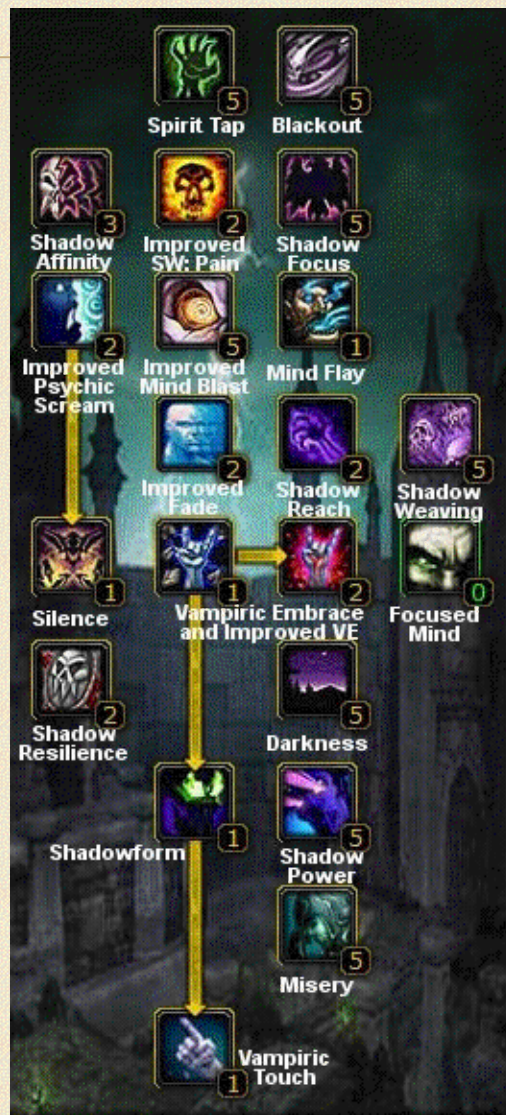 5 5
Spirit Tap Blackout
3 2 5
Shadow Improved Shadow
Affinity SW: Pain Focus
2 5 1
Improved Improved Mind Flay
Psychic Mind Blast
Scream
2 2 5
Improved Shadow Shadow
Fade Reach Weaving
1 1 2 0
Silence Vampiric Embrace Focused
and Improved VE Mind
2 5
Shadow Darkness
Resilience
1 5
Shadowform Shadow
Power
5
Misery
1
Vampiric
Touch